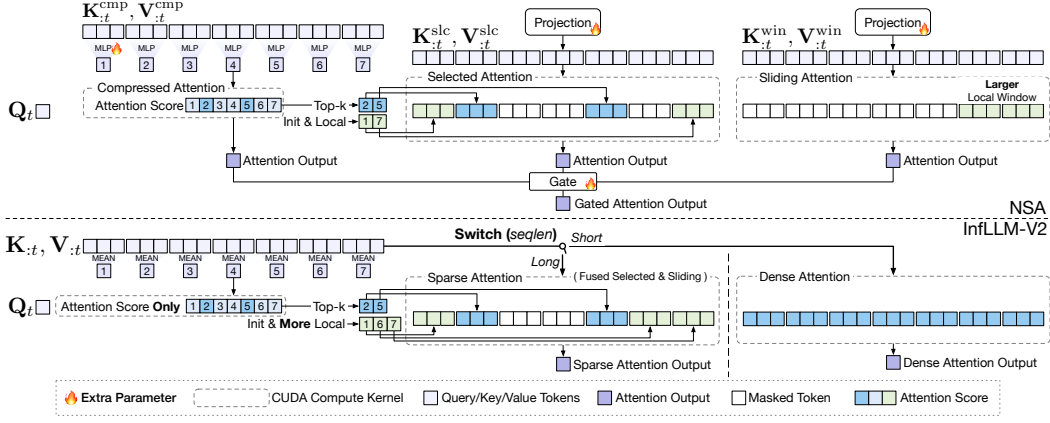 K^cmp_:t, V^cmp_:t
MLP MLP MLP MLP MLP MLP MLP
1 2 3 4 5 6 7
Compressed Attention
Q_t
Attention Score 1 2 3 4 5 6 7
Top-k 2 5
Init & Local 1 7
Attention Output
Projection
K^slc_:t, V^slc_:t
Selected Attention
Attention Output
Projection
K^win_:t, V^win_:t
Sliding Attention
Larger
Local Window
Attention Output
Gate
Gated Attention Output
NSA
InfLLM-V2
K_:t, V_:t
MEAN MEAN MEAN MEAN MEAN MEAN MEAN
1 2 3 4 5 6 7
Q_t
Attention Score Only 1 2 3 4 5 6 7
Top-k 2 5
Init & More Local 1 6 7
Switch (seqlen)
Short
Long
Sparse Attention
( Fused Selected & Sliding )
Sparse Attention Output
Dense Attention
Dense Attention Output
Extra Parameter
CUDA Compute Kernel
Query/Key/Value Tokens
Attention Output
Masked Token
Attention Score